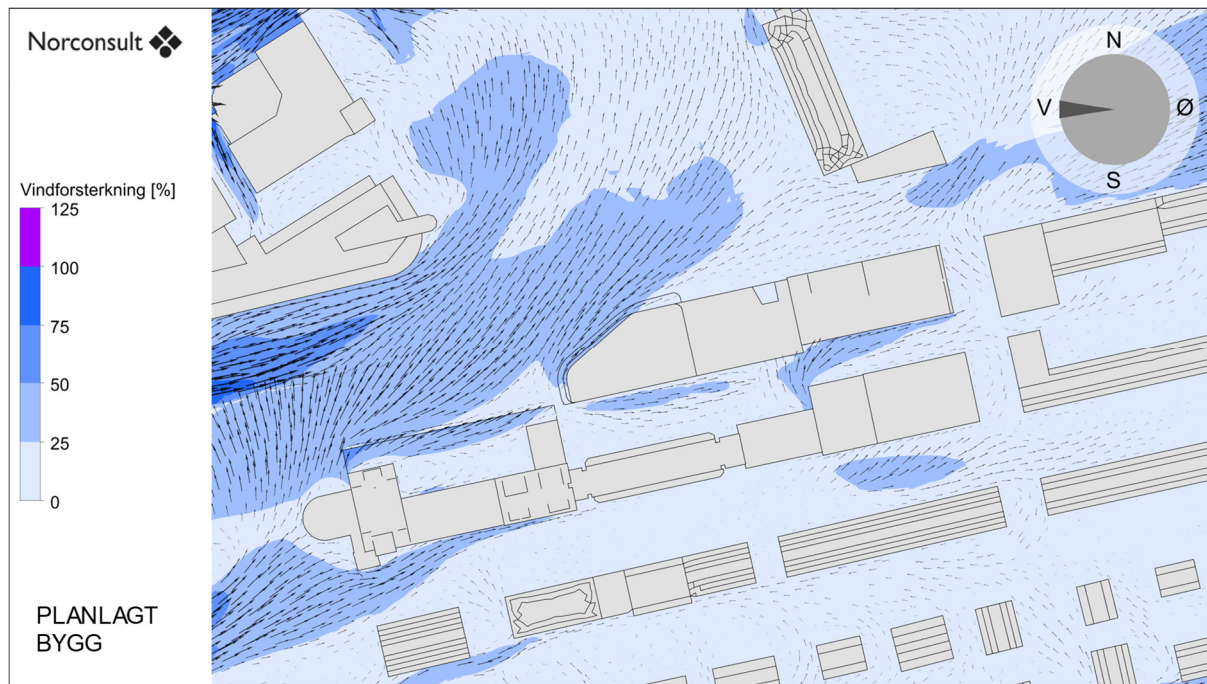 Norconsult
N
V
Ø
S
Vindforsterkning [%]
125
100
75
50
25
0
PLANLAGT
BYGG